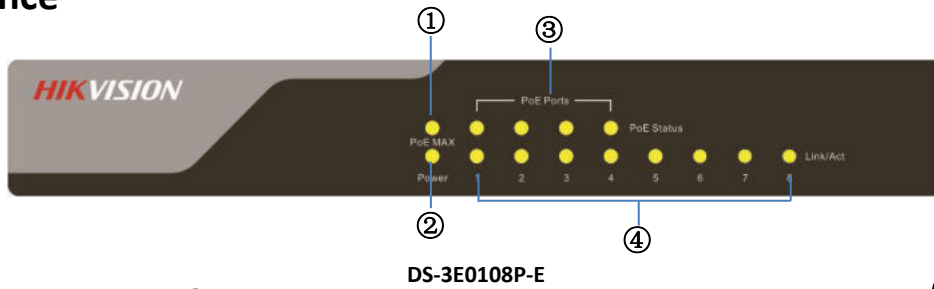 nce
① ③
HIKVISION
PoE Ports
PoE MAX PoE Status
Link/Act
Power 1 2 3 4 5 6 7 8
② ④
DS-3E0108P-E